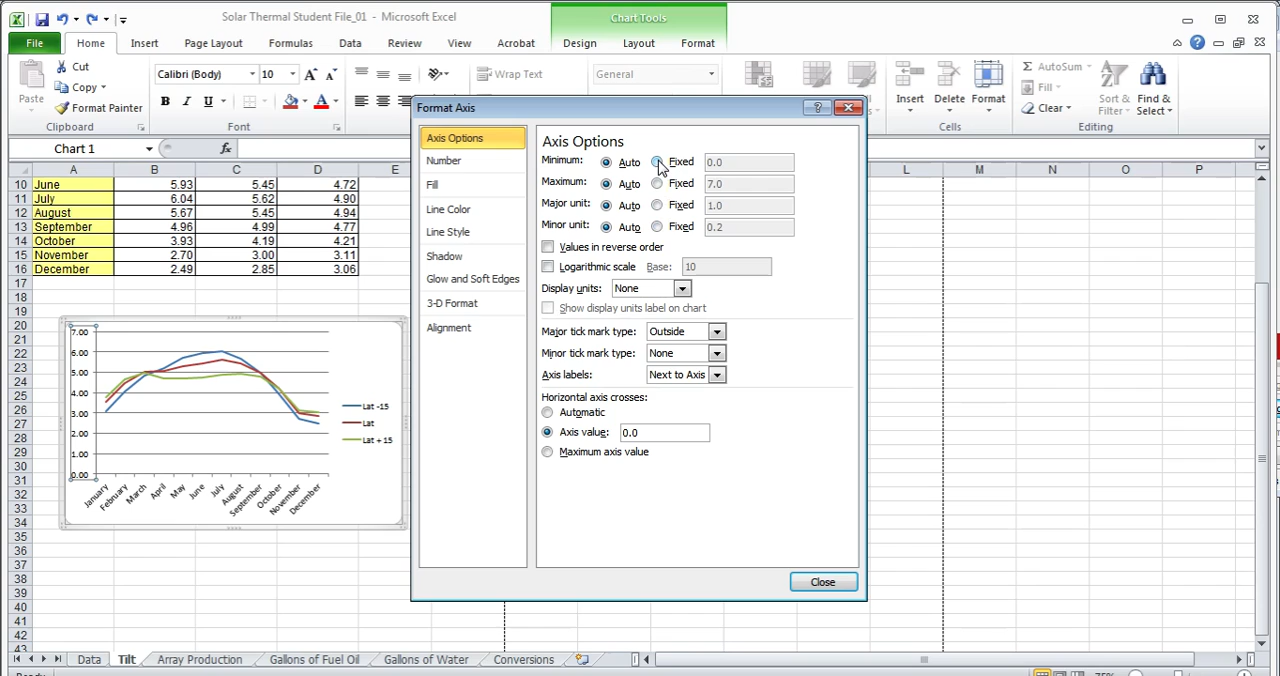 Solar Thermal Student File_01 - Microsoft Excel
Chart Tools
File Home Insert Page Layout Formulas Data Review View Acrobat Design Layout Format
Paste
Cut
Copy
Format Painter
Clipboard
Calibri (Body) 10
B I U
Font
Wrap Text
General
Insert Delete Format
Cells
AutoSum
Fill
Clear
Sort & Filter
Find & Select
Editing
Chart 1 fx
A B C D E L M N O P
10 June 5.93 5.45 4.72
11 July 6.04 5.62 4.90
12 August 5.67 5.45 4.94
13 September 4.96 4.99 4.77
14 October 3.93 4.19 4.21
15 November 2.70 3.00 3.11
16 December 2.49 2.85 3.06
17
18
19
20
21
22
23
24
25
26
27
28
29
30
31
32
33
34
35
36
37
38
39
40
41
42
43
7.00
6.00
5.00
4.00
3.00
2.00
1.00
0.00
January February March April May June July August September October November December
Lat -15
Lat
Lat + 15
Format Axis
Axis Options
Number
Fill
Line Color
Line Style
Shadow
Glow and Soft Edges
3-D Format
Alignment
Axis Options
Minimum: Auto Fixed 0.0
Maximum: Auto Fixed 7.0
Major unit: Auto Fixed 1.0
Minor unit: Auto Fixed 0.2
Values in reverse order
Logarithmic scale Base: 10
Display units: None
Show display units label on chart
Major tick mark type: Outside
Minor tick mark type: None
Axis labels: Next to Axis
Horizontal axis crosses:
Automatic
Axis value: 0.0
Maximum axis value
Close
Data Tilt Array Production Gallons of Fuel Oil Gallons of Water Conversions
Ready 75%